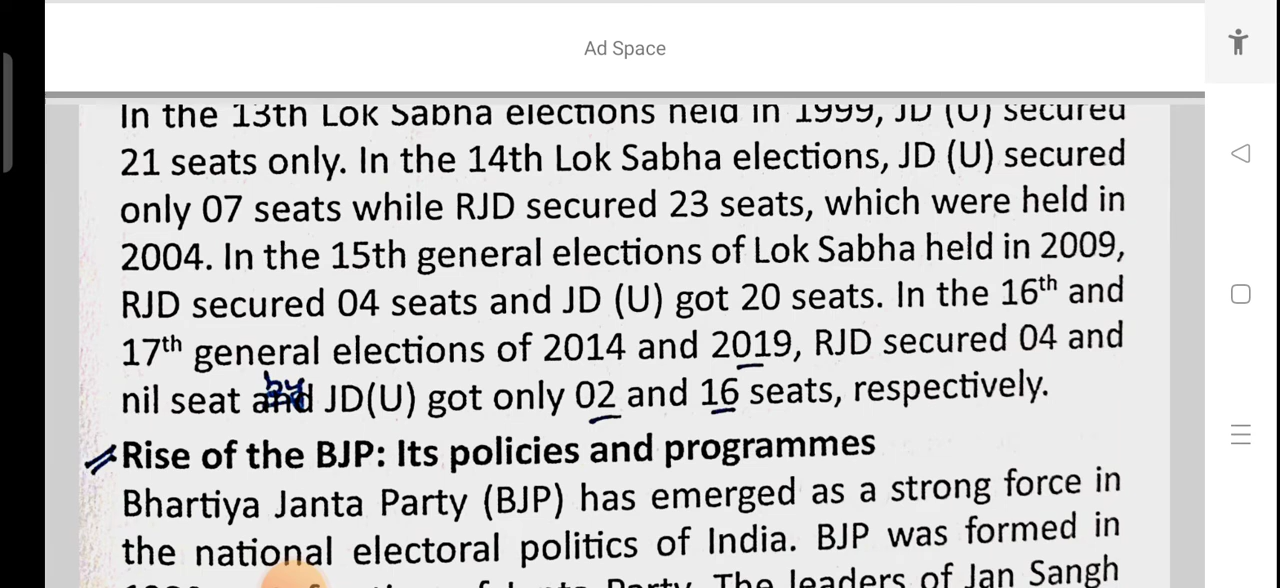 Ad Space
In the 13th Lok Sabha elections held in 1999, JD (U) secured
21 seats only. In the 14th Lok Sabha elections, JD (U) secured
only 07 seats while RJD secured 23 seats, which were held in
2004. In the 15th general elections of Lok Sabha held in 2009,
RJD secured 04 seats and JD (U) got 20 seats. In the 16th and
17th general elections of 2014 and 2019, RJD secured 04 and
by
nil seat and JD(U) got only 02 and 16 seats, respectively.
Rise of the BJP: Its policies and programmes
Bhartiya Janta Party (BJP) has emerged as a strong force in
the national electoral politics of India. BJP was formed in
Party. The leaders of Jan Sangh